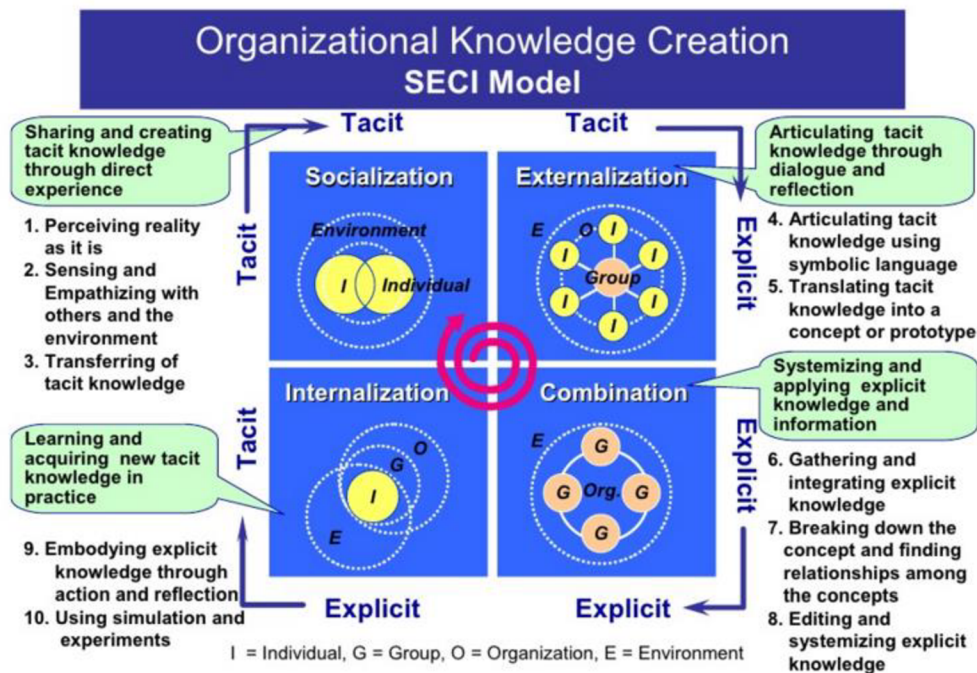 Organizational Knowledge Creation
SECI Model
Sharing and creating
tacit knowledge
through direct
experience
Tacit
Tacit
Articulating tacit
knowledge through
dialogue and
reflection
1. Perceiving reality
as it is
2. Sensing and
Empathizing with
others and the
environment
3. Transferring of
tacit knowledge
Tacit
Socialization
Environment
I
Individual
Externalization
E
O
I
I
I
Group
I
I
I
Explicit
4. Articulating tacit
knowledge using
symbolic language
5. Translating tacit
knowledge into a
concept or prototype
Learning and
acquiring new tacit
knowledge in
practice
Tacit
Internalization
O
G
I
E
Combination
E
G
G
Org.
G
G
Explicit
Systemizing and
applying explicit
knowledge and
information
6. Gathering and
integrating explicit
knowledge
7. Breaking down the
concept and finding
relationships among
the concepts
8. Editing and
systemizing explicit
knowledge
9. Embodying explicit
knowledge through
action and reflection
10. Using simulation and
experiments
Explicit
Explicit
I = Individual, G = Group, O = Organization, E = Environment